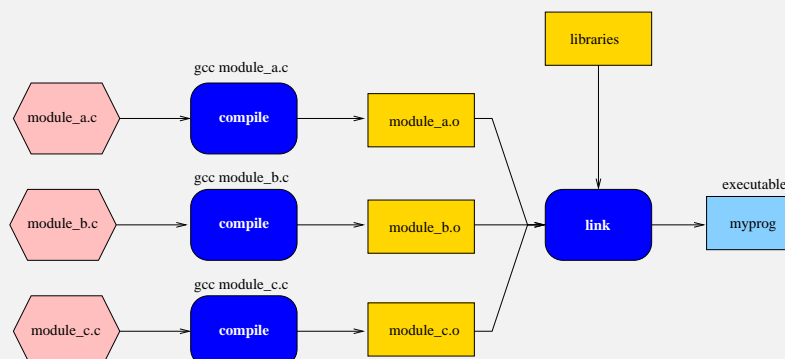 libraries
gcc module_a.c
module_a.c
compile
module_a.o
gcc module_b.c
executable
module_b.c
compile
module_b.o
link
myprog
gcc module_c.c
module_c.c
compile
module_c.o